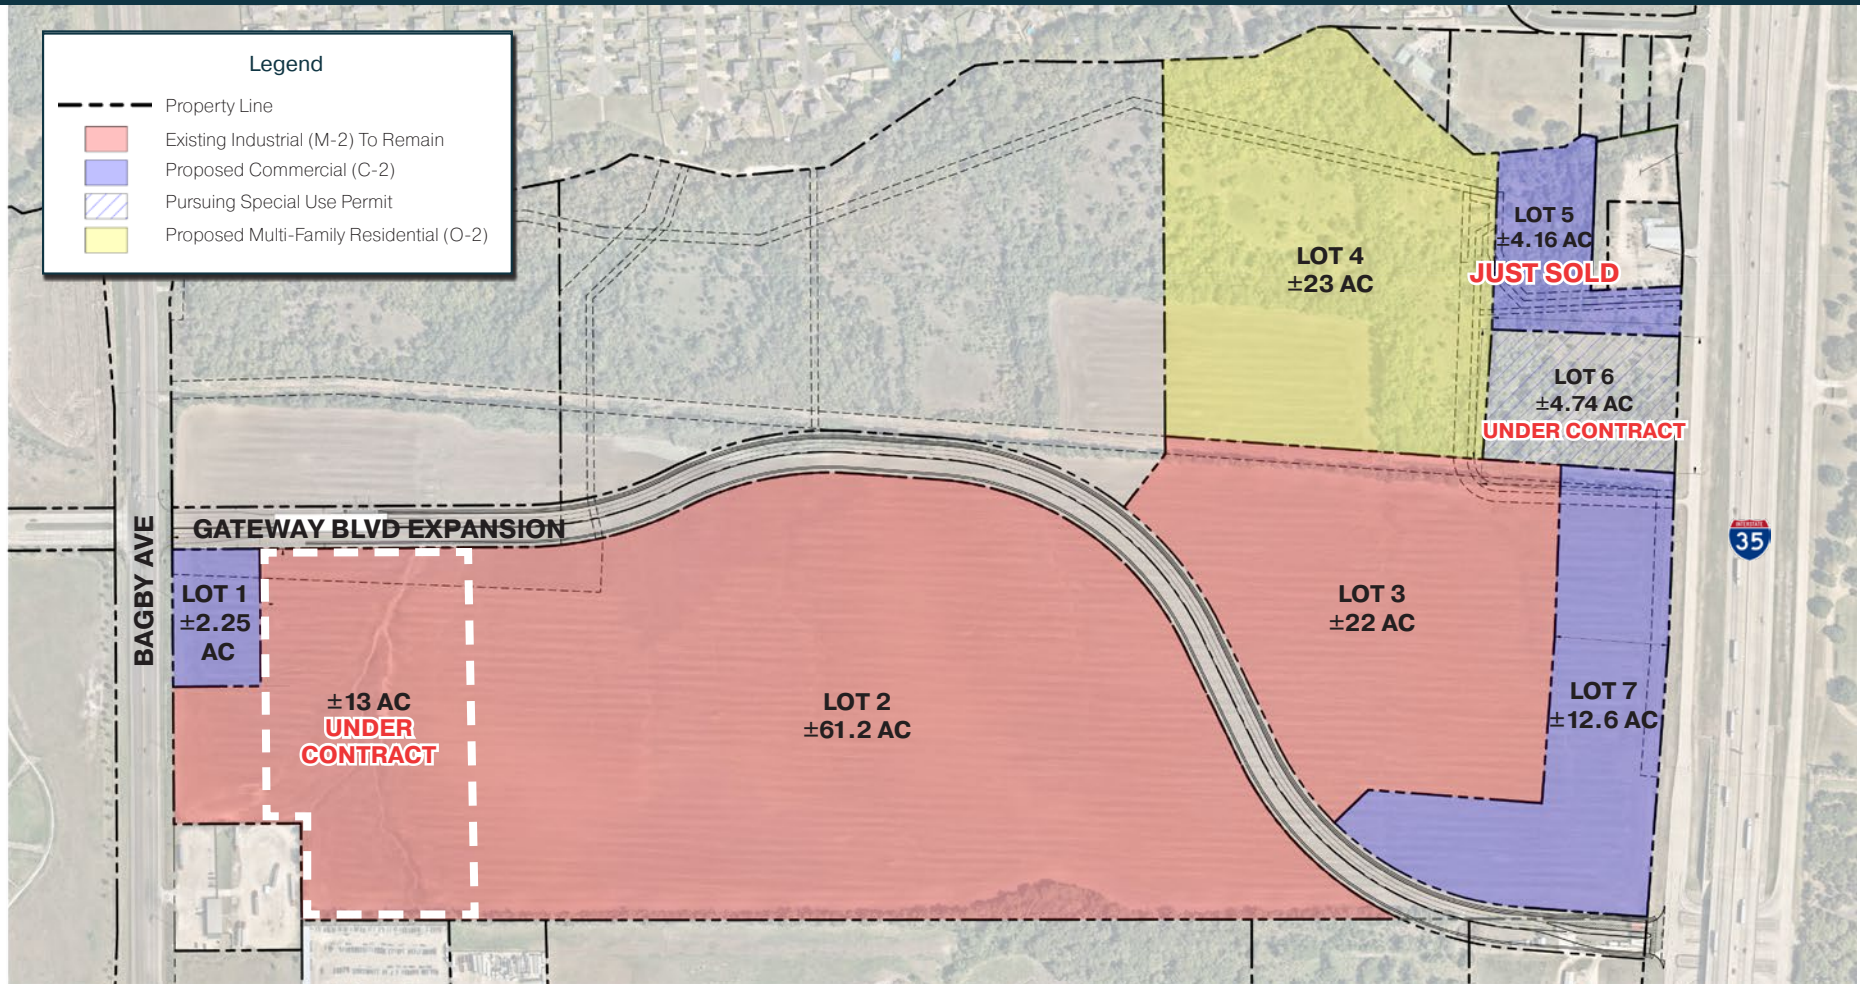 Legend
Property Line
Existing Industrial (M-2) To Remain
Proposed Commercial (C-2)
Pursuing Special Use Permit
Proposed Multi-Family Residential (O-2)
LOT 5
±4.16 AC
JUST SOLD
LOT 4
±23 AC
LOT 6
±4.74 AC
UNDER CONTRACT
BAGBY AVE
GATEWAY BLVD EXPANSION
INTERSTATE
35
LOT 1
±2.25
AC
LOT 3
±22 AC
±13 AC
UNDER
CONTRACT
LOT 2
±61.2 AC
LOT 7
±12.6 AC